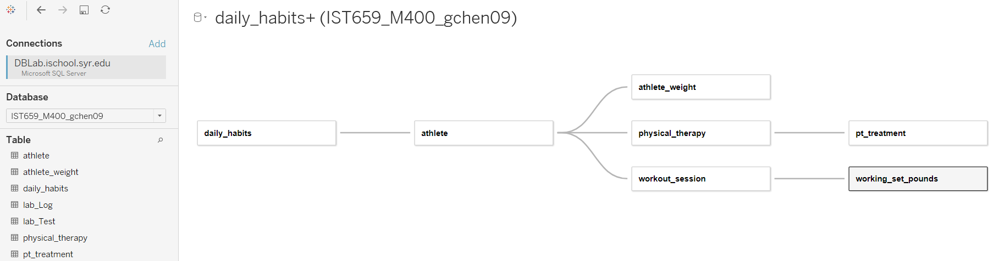 daily_habits+ (IST659_M400_gchen09)
Connections
Add
DBLab.ischool.syr.edu
Microsoft SQL Server
Database
IST659_M400_gchen09
Table
athlete
athlete_weight
daily_habits
lab_Log
lab_Test
physical_therapy
pt_treatment
daily_habits
athlete
athlete_weight
physical_therapy
pt_treatment
workout_session
working_set_pounds